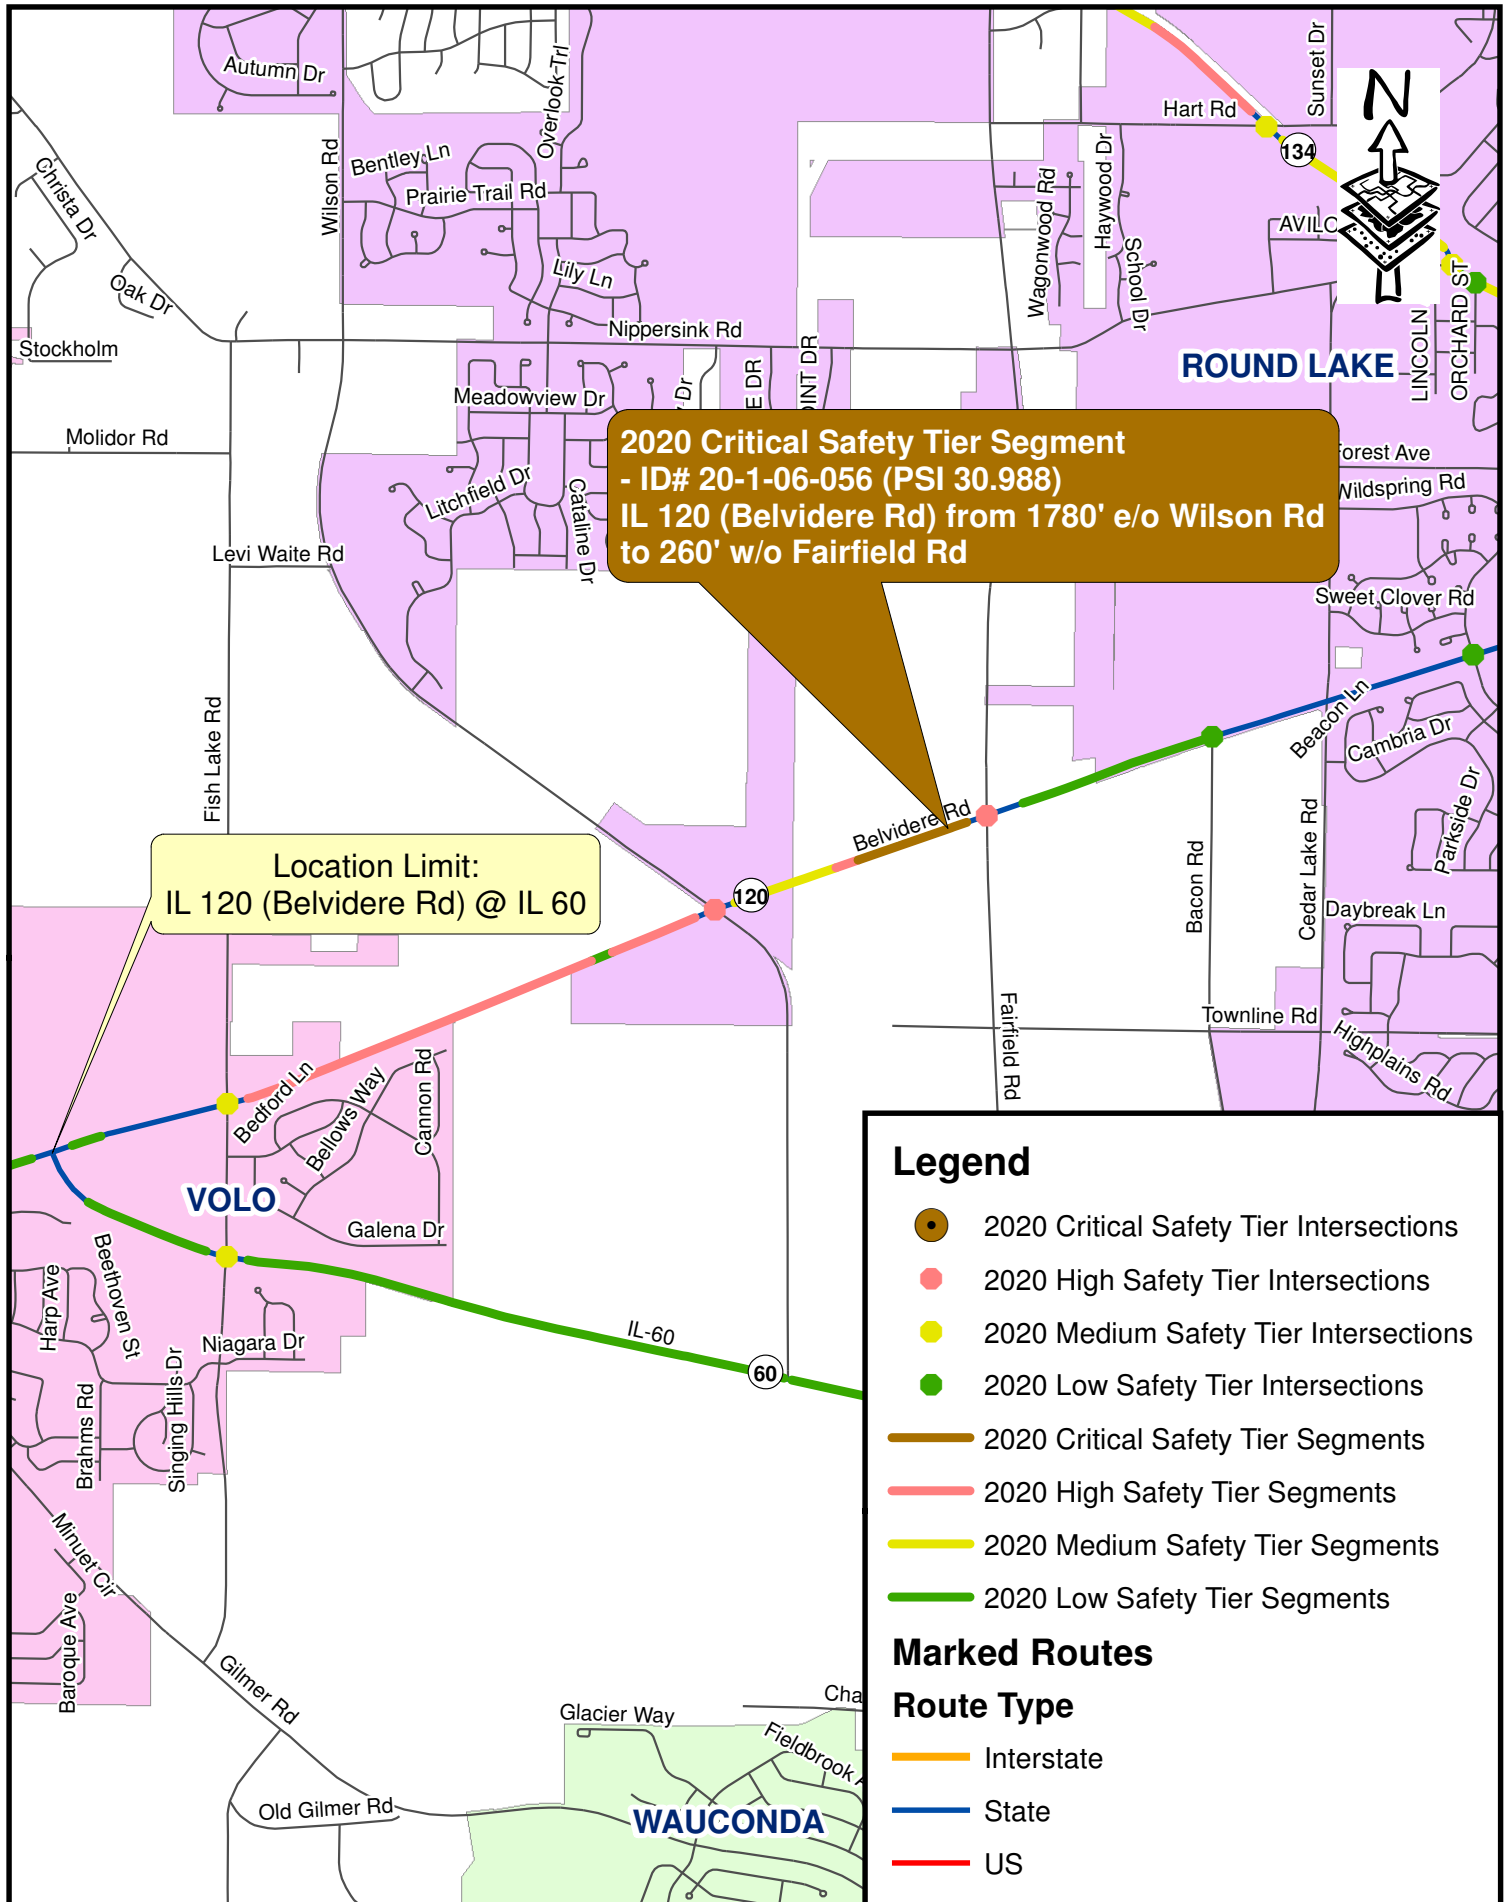 Autumn Dr
Overlook Trl
Sunset Dr
Hart Rd
N
134
Christa Dr
Wilson Rd
Bentley Ln
Prairie Trail Rd
Wagonwood Rd
Haywood Dr
School Dr
AVILO
Oak Dr
Lily Ln
Nippersink Rd
Stockholm
ROUND LAKE
LINCOLN
ORCHARD ST
Meadowview Dr
Dr
E DR
OINT DR
Molidor Rd
2020 Critical Safety Tier Segment
- ID# 20-1-06-056 (PSI 30.988)
IL 120 (Belvidere Rd) from 1780' e/o Wilson Rd
to 260' w/o Fairfield Rd
Forest Ave
Wildspring Rd
Litchfield Dr
Cataline Dr
Levi Waite Rd
Sweet Clover Rd
Fish Lake Rd
Beacon Ln
Cambria Dr
Parkside Dr
Belvidere Rd
Bacon Rd
Cedar Lake Rd
Location Limit:
IL 120 (Belvidere Rd) @ IL 60
120
Daybreak Ln
Fairfield Rd
Townline Rd
Highplains Rd
Bedford Ln
Bellows Way
Cannon Rd
VOLO
Galena Dr
Harp Ave
Beethoven St
Niagara Dr
IL-60
60
Brahms Rd
Singing Hills Dr
Minuet Cir
Baroque Ave
Gilmer Rd
Glacier Way
Cha
Fieldbrook A
Old Gilmer Rd
WAUCONDA
Legend
2020 Critical Safety Tier Intersections
2020 High Safety Tier Intersections
2020 Medium Safety Tier Intersections
2020 Low Safety Tier Intersections
2020 Critical Safety Tier Segments
2020 High Safety Tier Segments
2020 Medium Safety Tier Segments
2020 Low Safety Tier Segments
Marked Routes
Route Type
Interstate
State
US